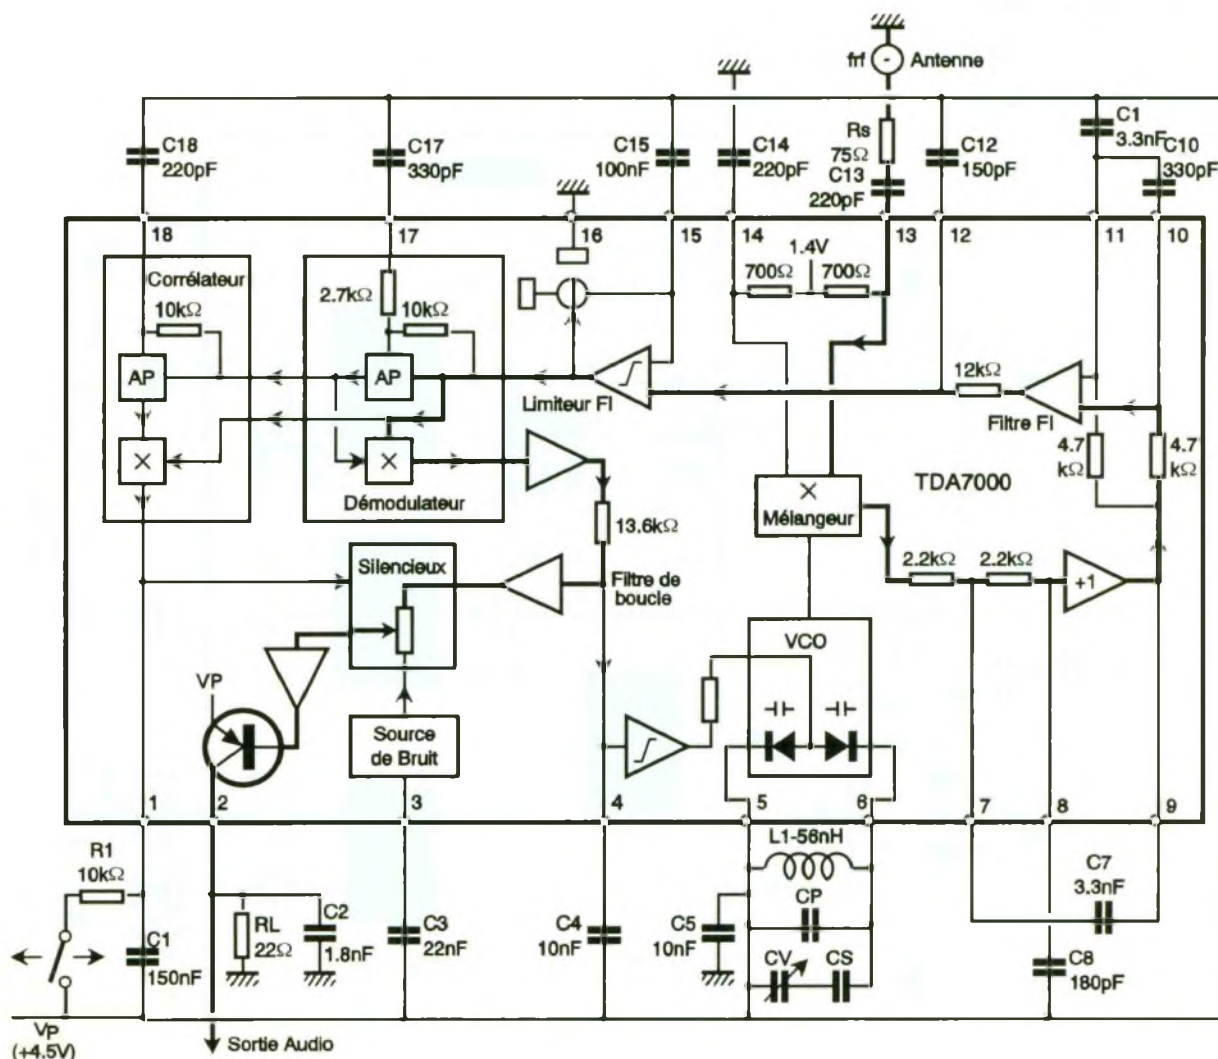 frf
Antenne
C18
220pF
C17
330pF
C15
100nF
C14
220pF
Rs
75Ω
C13
220pF
C12
150pF
C1
3.3nF
C10
330pF
18
17
16
15
14
13
12
11
10
Corrélateur
10kΩ
2.7kΩ
10kΩ
1.4V
700Ω
700Ω
AP
AP
Limiteur FI
12kΩ
Filtre FI
4.7
kΩ
4.7
kΩ
×
×
Démodulateur
×
Mélangeur
TDA7000
13.6kΩ
Silencieux
Filtre de
boucle
2.2kΩ
2.2kΩ
+1
VCO
VP
Source
de Bruit
1
2
3
4
5
6
7
8
9
R1
10kΩ
L1-56nH
C7
3.3nF
CP
RL
22Ω
C2
1.8nF
C3
22nF
C4
10nF
C5
10nF
CV
CS
C1
150nF
C8
180pF
VP
(+4.5V)
Sortie Audio